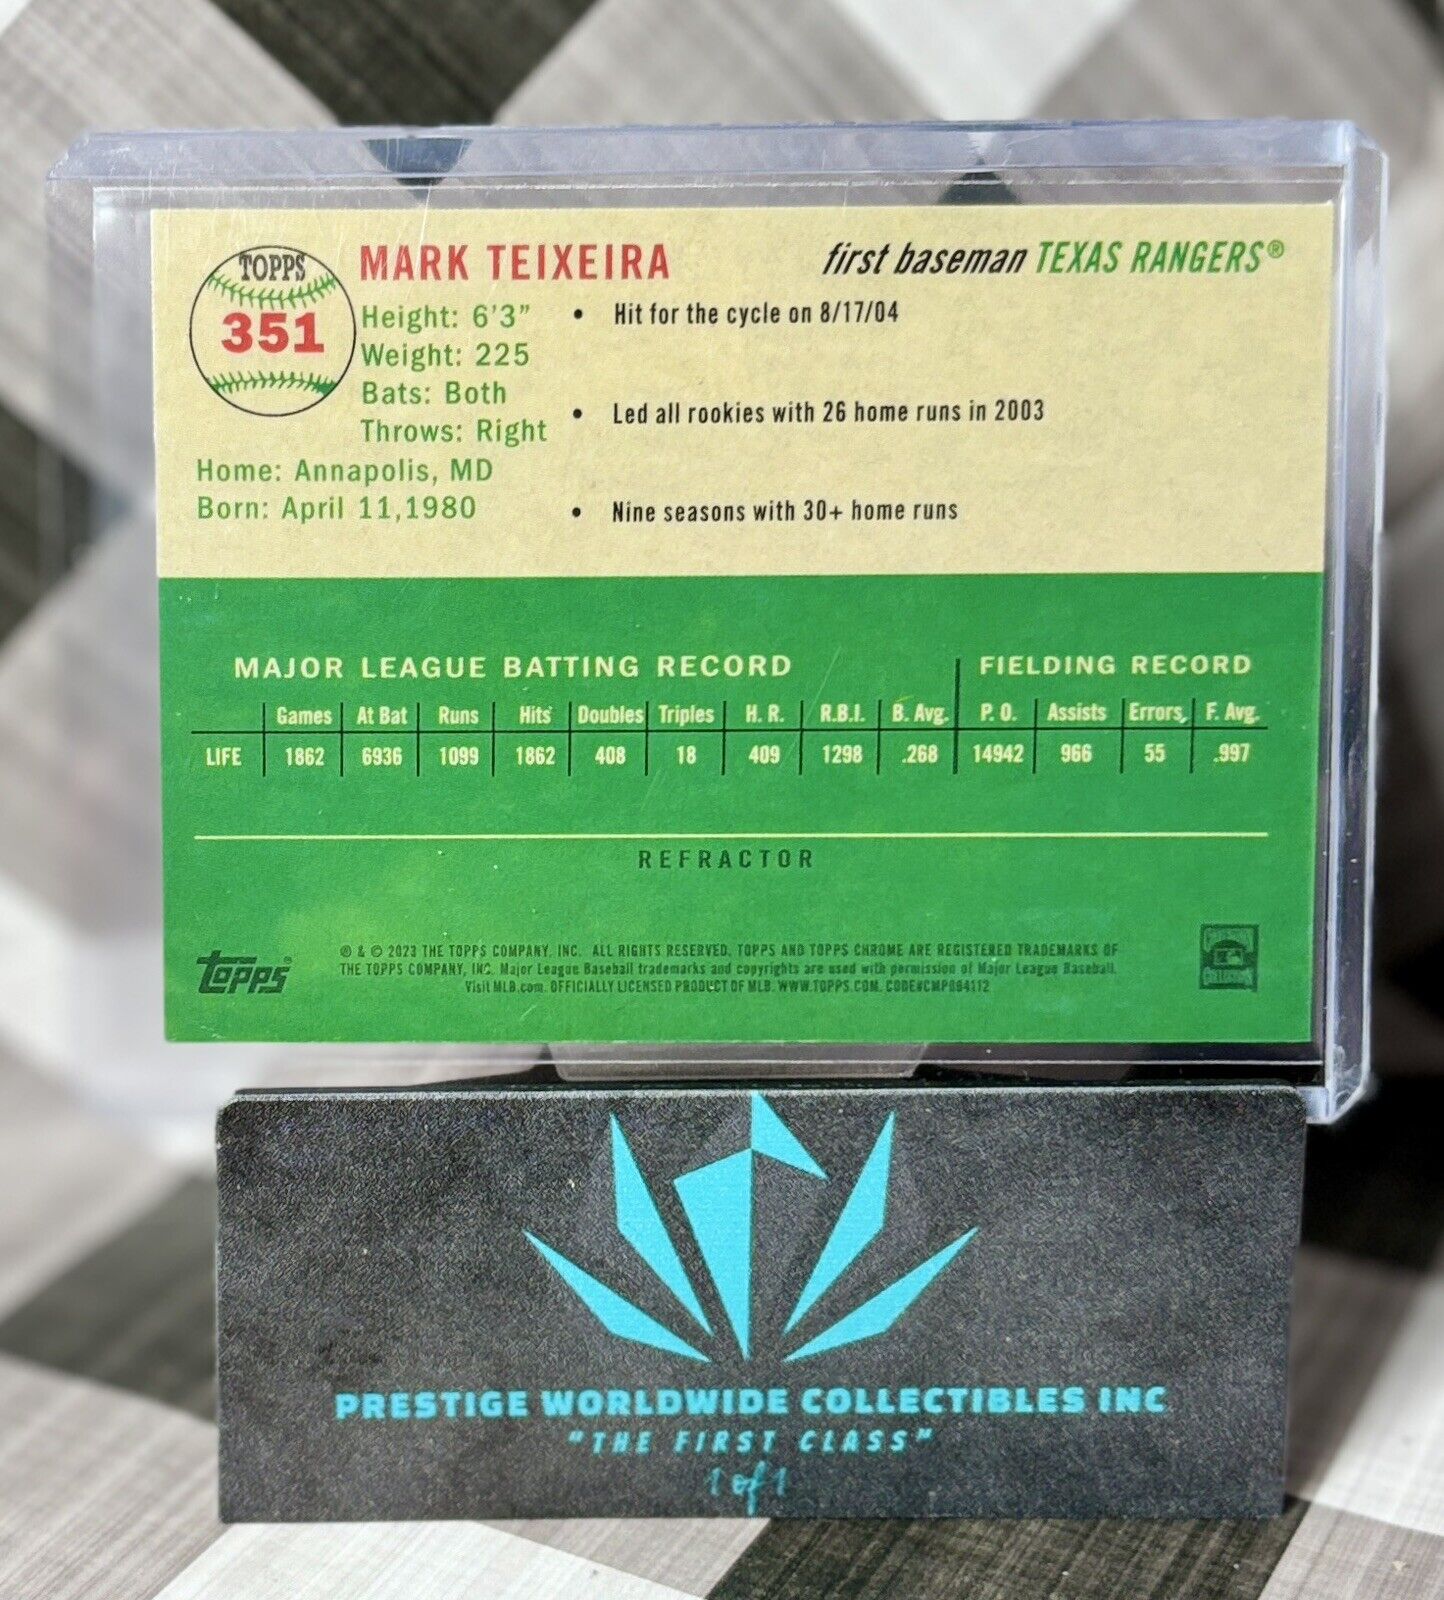 TOPPS
351
MARK TEIXEIRA
first baseman TEXAS RANGERS®
Height: 6'3"
Weight: 225
Bats: Both
Throws: Right
Home: Annapolis, MD
Born: April 11,1980
• Hit for the cycle on 8/17/04
• Led all rookies with 26 home runs in 2003
• Nine seasons with 30+ home runs
MAJOR LEAGUE BATTING RECORD FIELDING RECORD
Games At Bat Runs Hits Doubles Triples H. R. R.B.I. B. Avg. P. O. Assists Errors F. Avg.
LIFE 1862 6936 1099 1862 408 18 409 1298 .268 14942 966 55 .997
REFRACTOR
Topps®
® & © 2023 THE TOPPS COMPANY, INC. ALL RIGHTS RESERVED. TOPPS AND TOPPS CHROME ARE REGISTERED TRADEMARKS OF
THE TOPPS COMPANY, INC. Major League Baseball trademarks and copyrights are used with permission of Major League Baseball.
Visit MLB.com. OFFICIALLY LICENSED PRODUCT OF MLB. WWW.TOPPS.COM. CODE#CMP064112
PRESTIGE WORLDWIDE COLLECTIBLES INC
"THE FIRST CLASS"
1 of 1